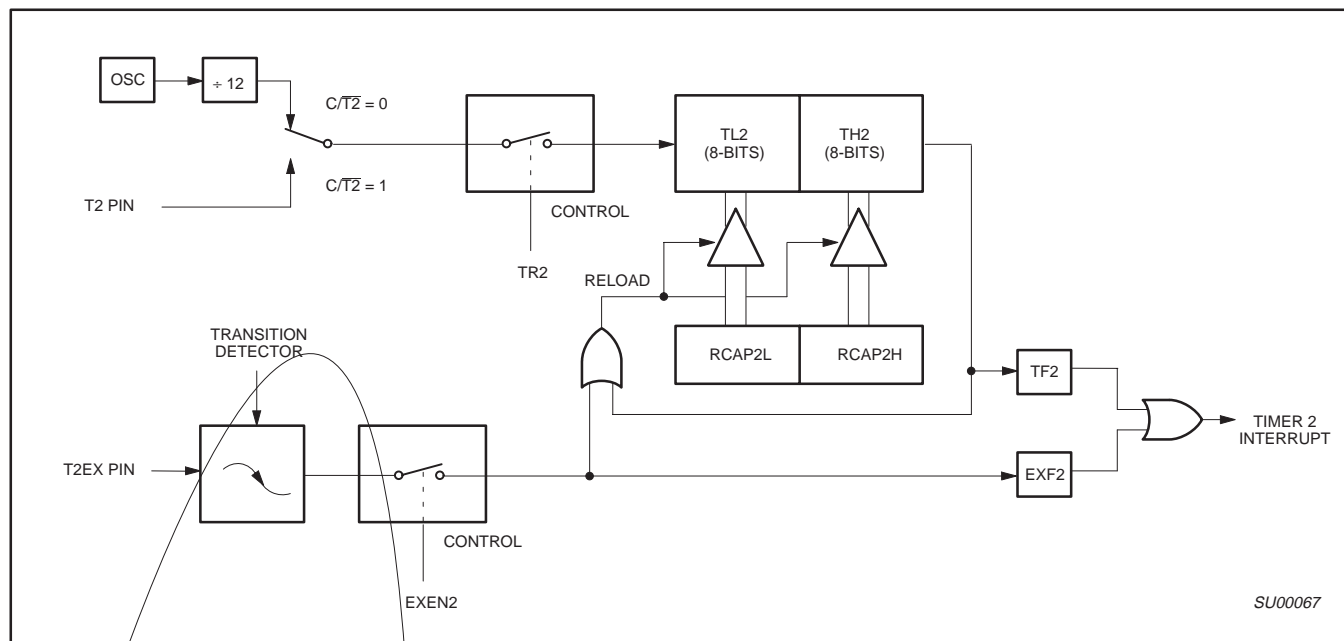 OSC
÷ 12
C/T2̅ = 0
C/T2̅ = 1
T2 PIN
CONTROL
TR2
TL2
(8-BITS)
TH2
(8-BITS)
RELOAD
RCAP2L
RCAP2H
TRANSITION
DETECTOR
T2EX PIN
CONTROL
EXEN2
TF2
EXF2
TIMER 2
INTERRUPT
SU00067